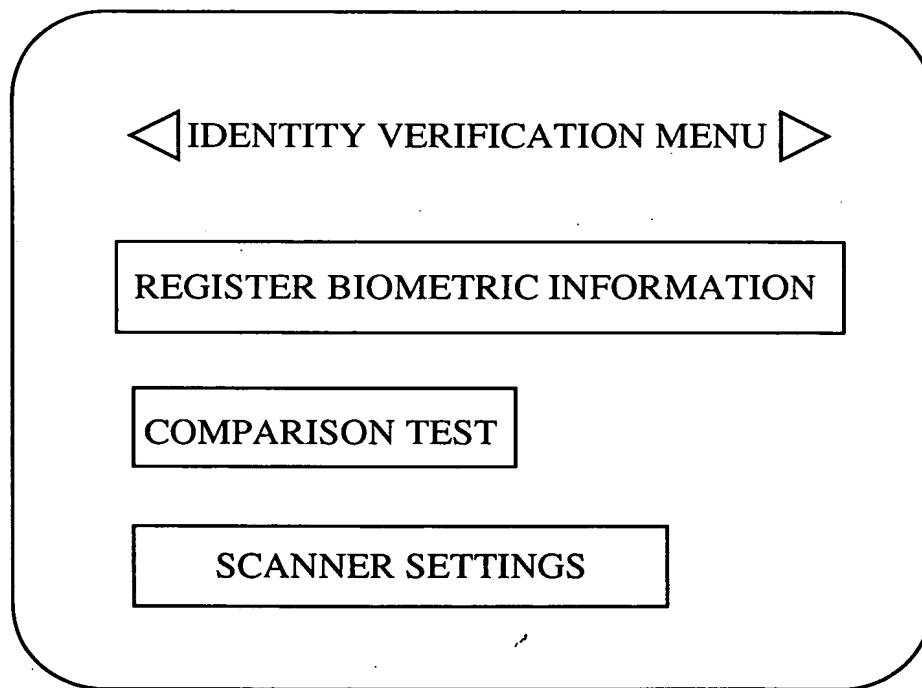 IDENTITY VERIFICATION MENU
REGISTER BIOMETRIC INFORMATION
COMPARISON TEST
SCANNER SETTINGS